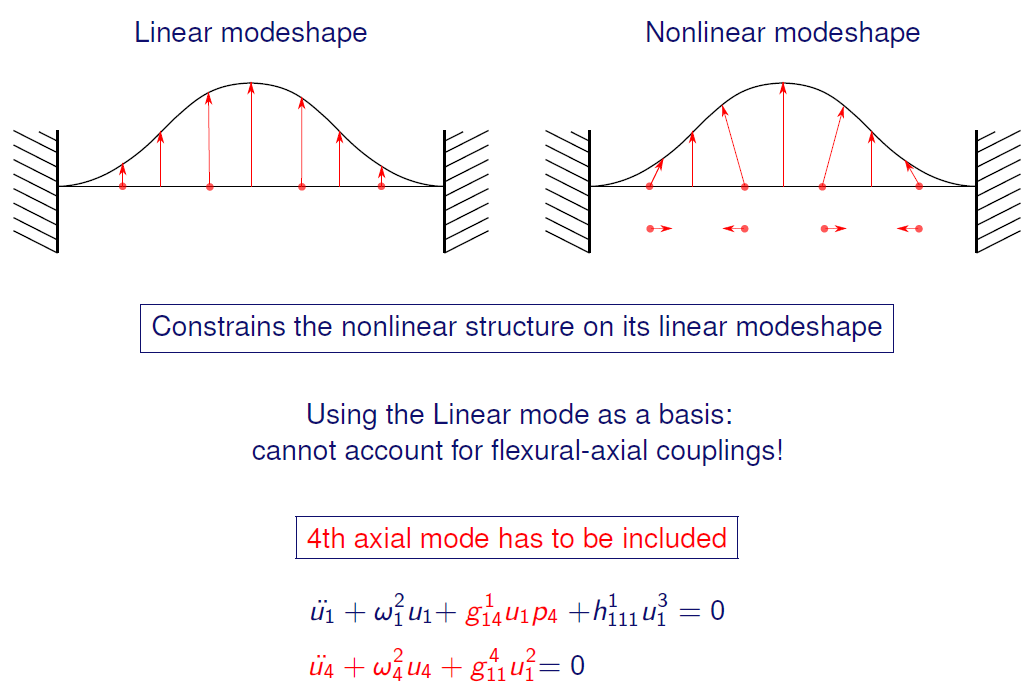 Linear modeshape
Nonlinear modeshape
Constrains the nonlinear structure on its linear modeshape
Using the Linear mode as a basis:
cannot account for flexural-axial couplings!
4th axial mode has to be included
ü₁ + ω₁²u₁+ g¹₁₄u₁p₄ +h¹₁₁₁u₁³ = 0
ü₄ + ω₄²u₄ + g⁴₁₁u₁²= 0